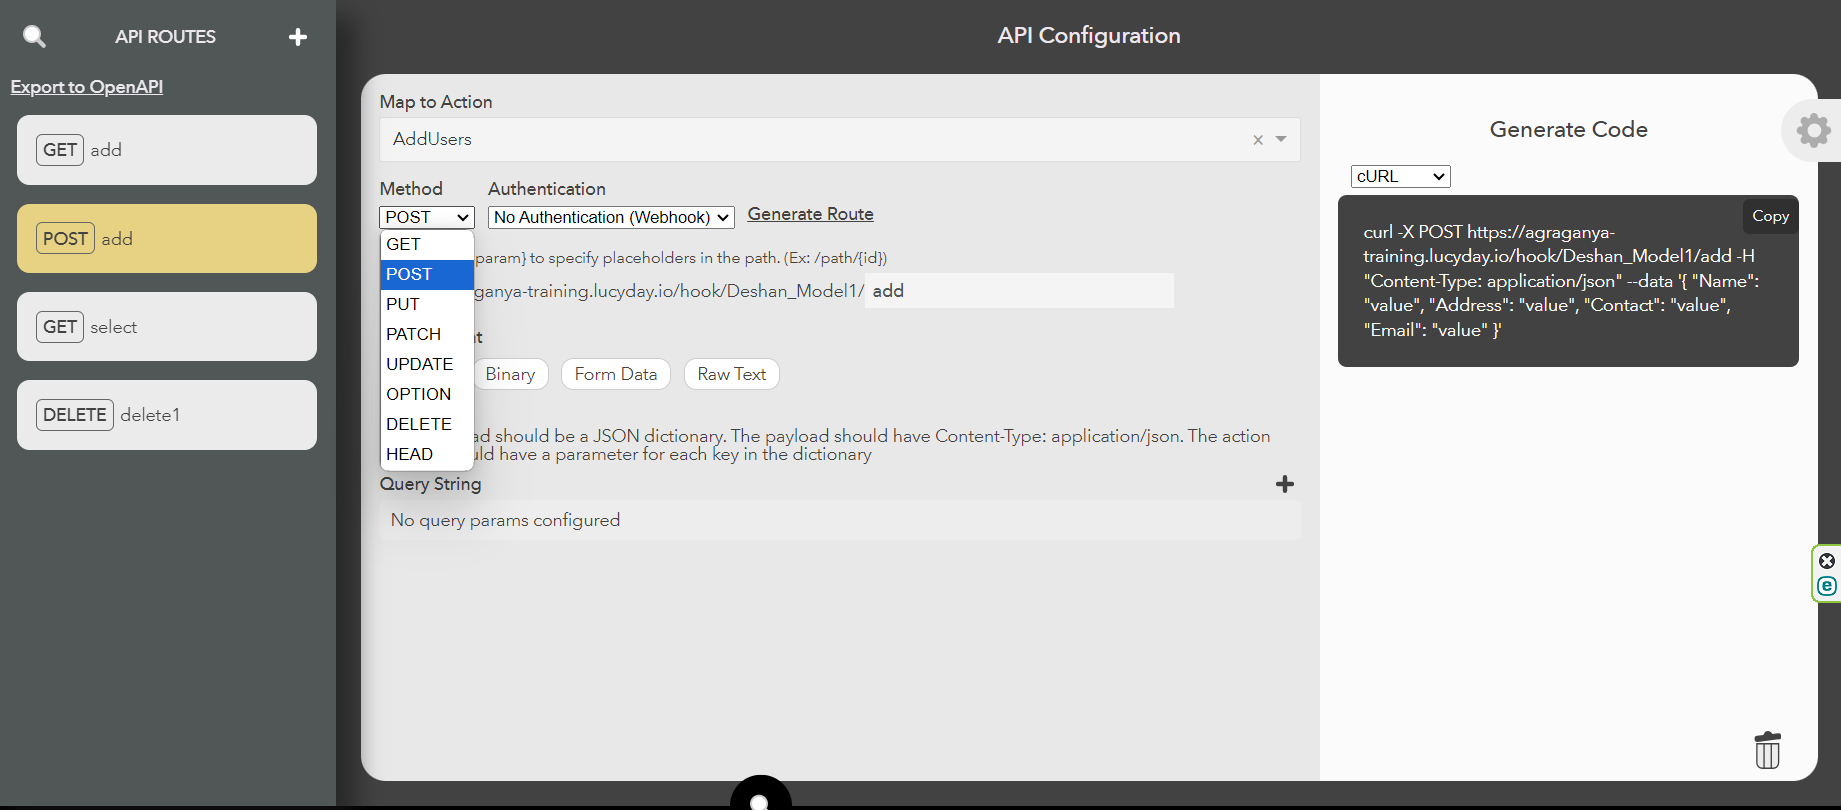 API ROUTES
Export to OpenAPI
GET add
POST add
GET select
DELETE delete1
API Configuration
Map to Action
AddUsers
Method Authentication
POST No Authentication (Webhook) Generate Route
GET
POST
PUT
PATCH
UPDATE
OPTION
DELETE
HEAD
param} to specify placeholders in the path. (Ex: /path/{id})
ganya-training.lucyday.io/hook/Deshan_Model1/ add
Binary Form Data Raw Text
ad should be a JSON dictionary. The payload should have Content-Type: application/json. The action
uld have a parameter for each key in the dictionary
Query String
No query params configured
Generate Code
cURL
Copy
curl -X POST https://agraganya-
training.lucyday.io/hook/Deshan_Model1/add -H
"Content-Type: application/json" --data '{ "Name":
"value", "Address": "value", "Contact": "value",
"Email": "value" }'